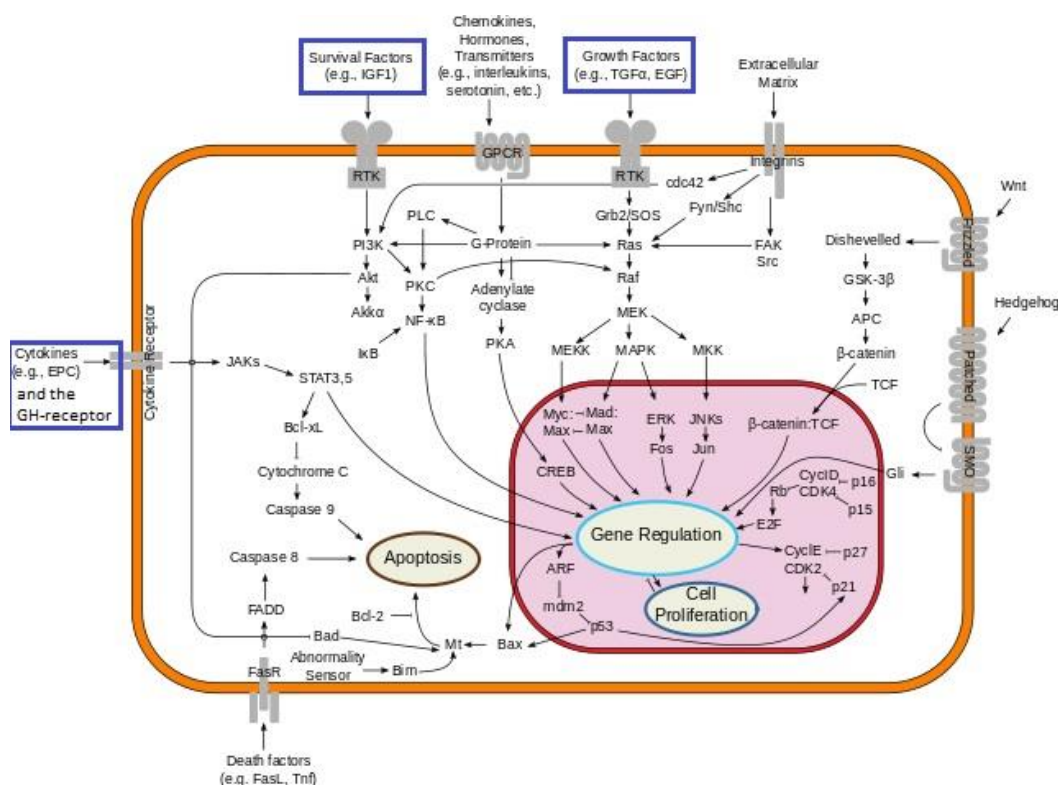 Survival Factors
(e.g., IGF1)
Chemokines,
Hormones,
Transmitters
(e.g., interleukins,
serotonin, etc.)
Growth Factors
(e.g., TGFα, EGF)
Extracellular
Matrix
GPCR
RTK
RTK
Integrins
cdc42
Fyn/Shc
Wnt
Frizzled
PLC
Grb2/SOS
PI3K
G-Protein
Ras
FAK
Src
Dishevelled
Akt
PKC
Adenylate
cyclase
Raf
GSK-3β
Hedgehog
Akkα
NF-κB
MEK
APC
IκB
PKA
MEKK
MAPK
MKK
β-catenin
TCF
Patched
Cytokines
(e.g., EPC)
and the
GH-receptor
Cytokine Receptor
JAKs
STAT3,5
Bcl-xL
Cytochrome C
Caspase 9
Myc:
Max
Mad:
Max
ERK
Fos
JNKs
Jun
β-catenin:TCF
CREB
Gli
SMO
CyclD
CDK4
p16
p15
Rb
E2F
Gene Regulation
Apoptosis
Caspase 8
ARF
CyclE
CDK2
p27
p21
FADD
mdm2
Cell
Proliferation
Bcl-2
p53
Bad
Mt
Bax
Abnormality
Sensor
Bim
FasR
Death factors
(e.g. FasL, Tnf)